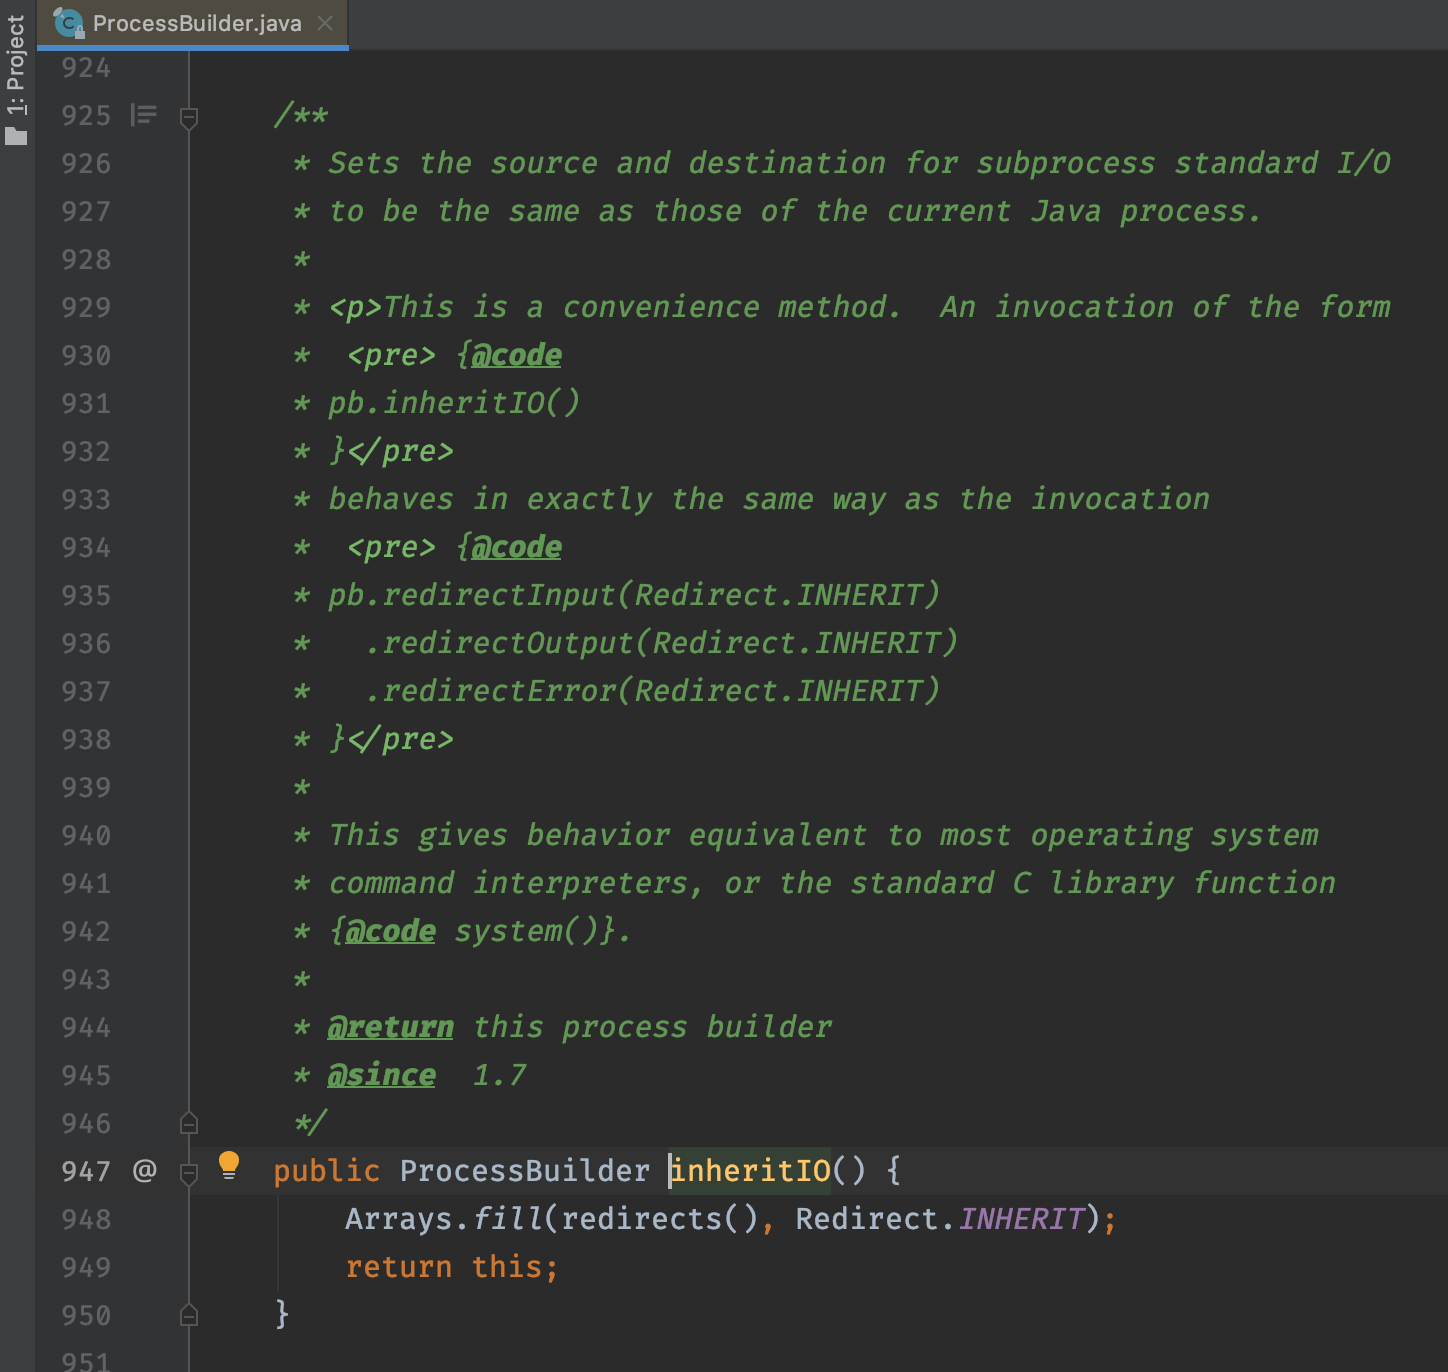 1: Project
ProcessBuilder.java
924
925 /**
926 * Sets the source and destination for subprocess standard I/O
927 * to be the same as those of the current Java process.
928 *
929 * <p>This is a convenience method.  An invocation of the form
930 *  <pre> {@code
931 * pb.inheritIO()
932 * }</pre>
933 * behaves in exactly the same way as the invocation
934 *  <pre> {@code
935 * pb.redirectInput(Redirect.INHERIT)
936 *   .redirectOutput(Redirect.INHERIT)
937 *   .redirectError(Redirect.INHERIT)
938 * }</pre>
939 *
940 * This gives behavior equivalent to most operating system
941 * command interpreters, or the standard C library function
942 * {@code system()}.
943 *
944 * @return this process builder
945 * @since  1.7
946 */
947 @ public ProcessBuilder inheritIO() {
948     Arrays.fill(redirects(), Redirect.INHERIT);
949     return this;
950 }
951